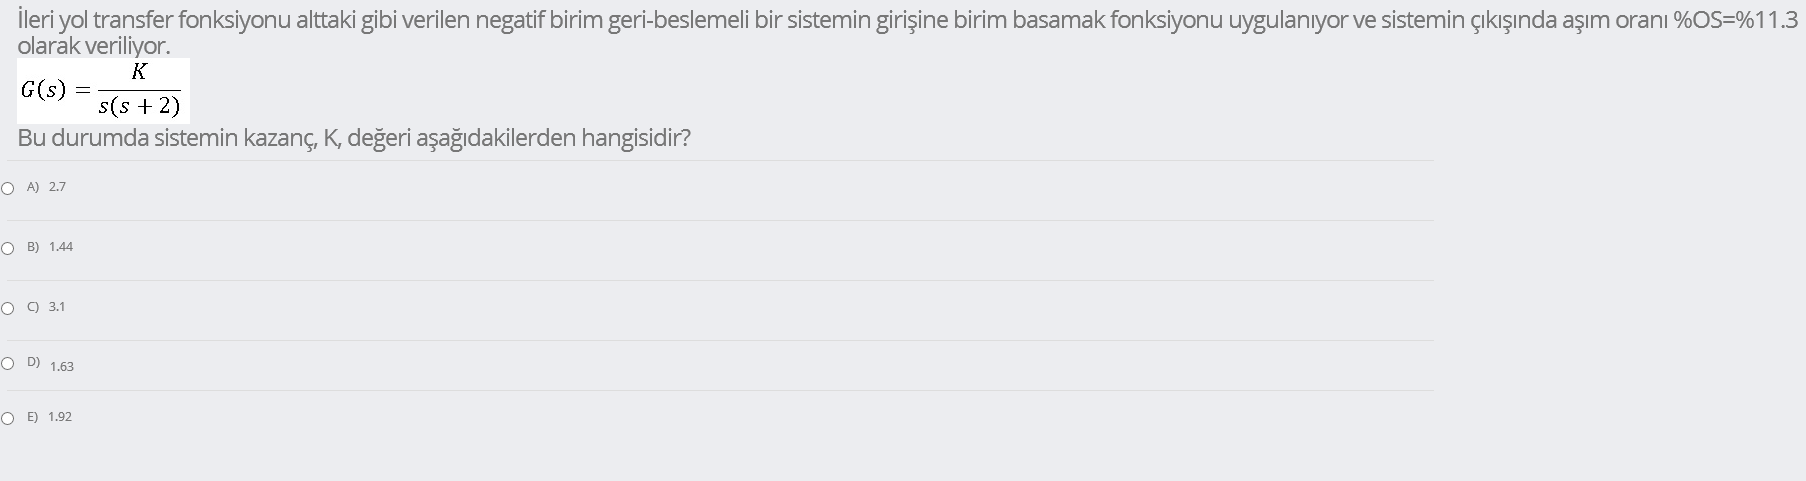 İleri yol transfer fonksiyonu alttaki gibi verilen negatif birim geri-beslemeli bir sistemin girişine birim basamak fonksiyonu uygulanıyor ve sistemin çıkışında aşım oranı %OS=%11.3
olarak veriliyor.
G(s) = K / s(s + 2)
Bu durumda sistemin kazanç, K, değeri aşağıdakilerden hangisidir?
A) 2.7
B) 1.44
C) 3.1
D) 1.63
E) 1.92